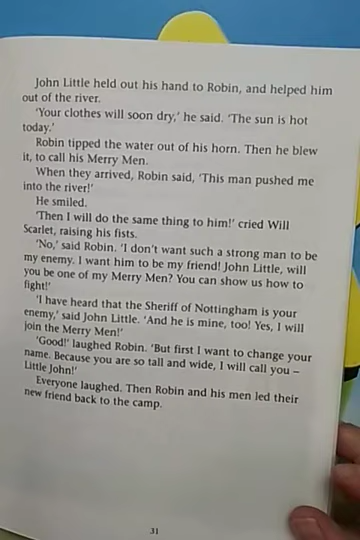 John Little held out his hand to Robin, and helped him
out of the river.
'Your clothes will soon dry,' he said. 'The sun is hot
today.'
Robin tipped the water out of his horn. Then he blew
it, to call his Merry Men.
When they arrived, Robin said, 'This man pushed me
into the river!'
He smiled.
'Then I will do the same thing to him!' cried Will
Scarlet, raising his fists.
'No,' said Robin. 'I don't want such a strong man to be
my enemy. I want him to be my friend! John Little, will
you be one of my Merry Men? You can show us how to
fight!'
'I have heard that the Sheriff of Nottingham is your
enemy,' said John Little. 'And he is mine, too! Yes, I will
join the Merry Men!'
'Good!' laughed Robin. 'But first I want to change your
name. Because you are so tall and wide, I will call you –
Little John!'
Everyone laughed. Then Robin and his men led their
new friend back to the camp.
31